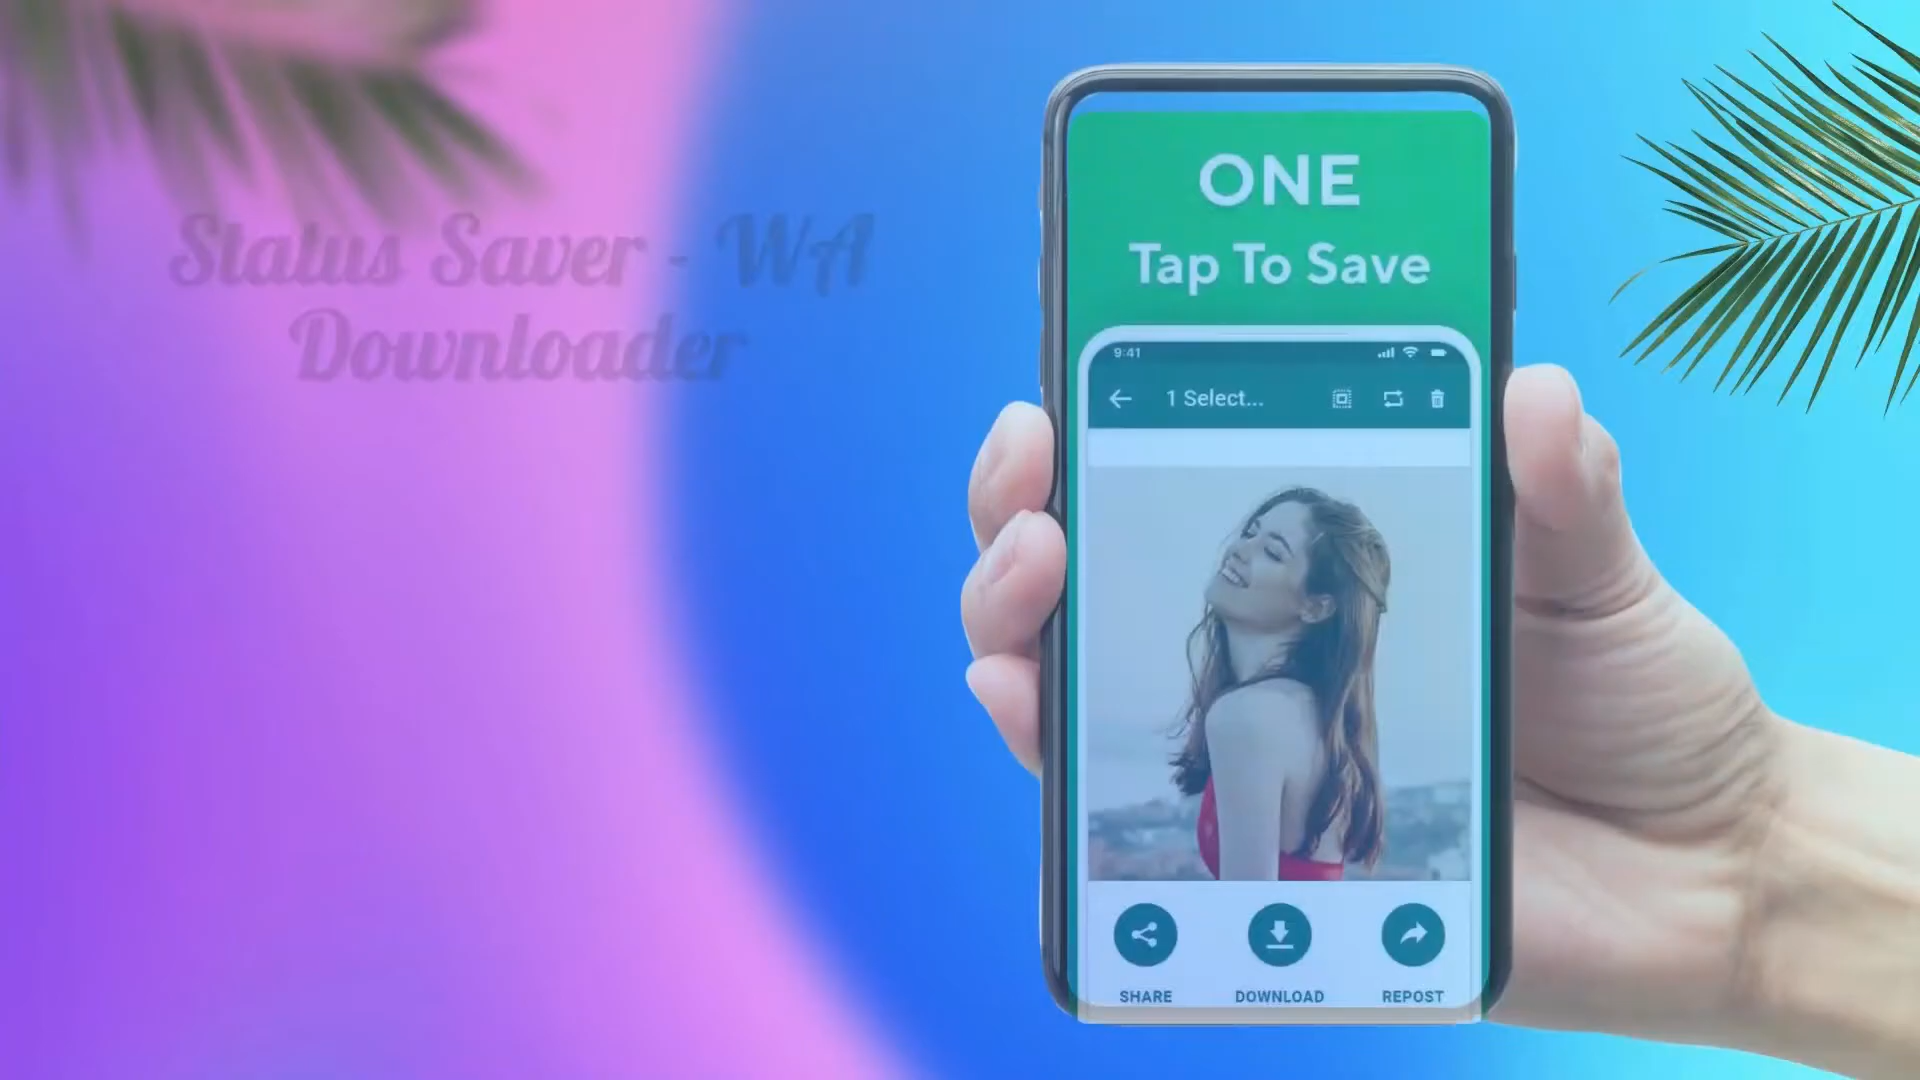 Status Saver - WA
Downloader
ONE
Tap To Save
9:41
1 Select...
SHARE
DOWNLOAD
REPOST